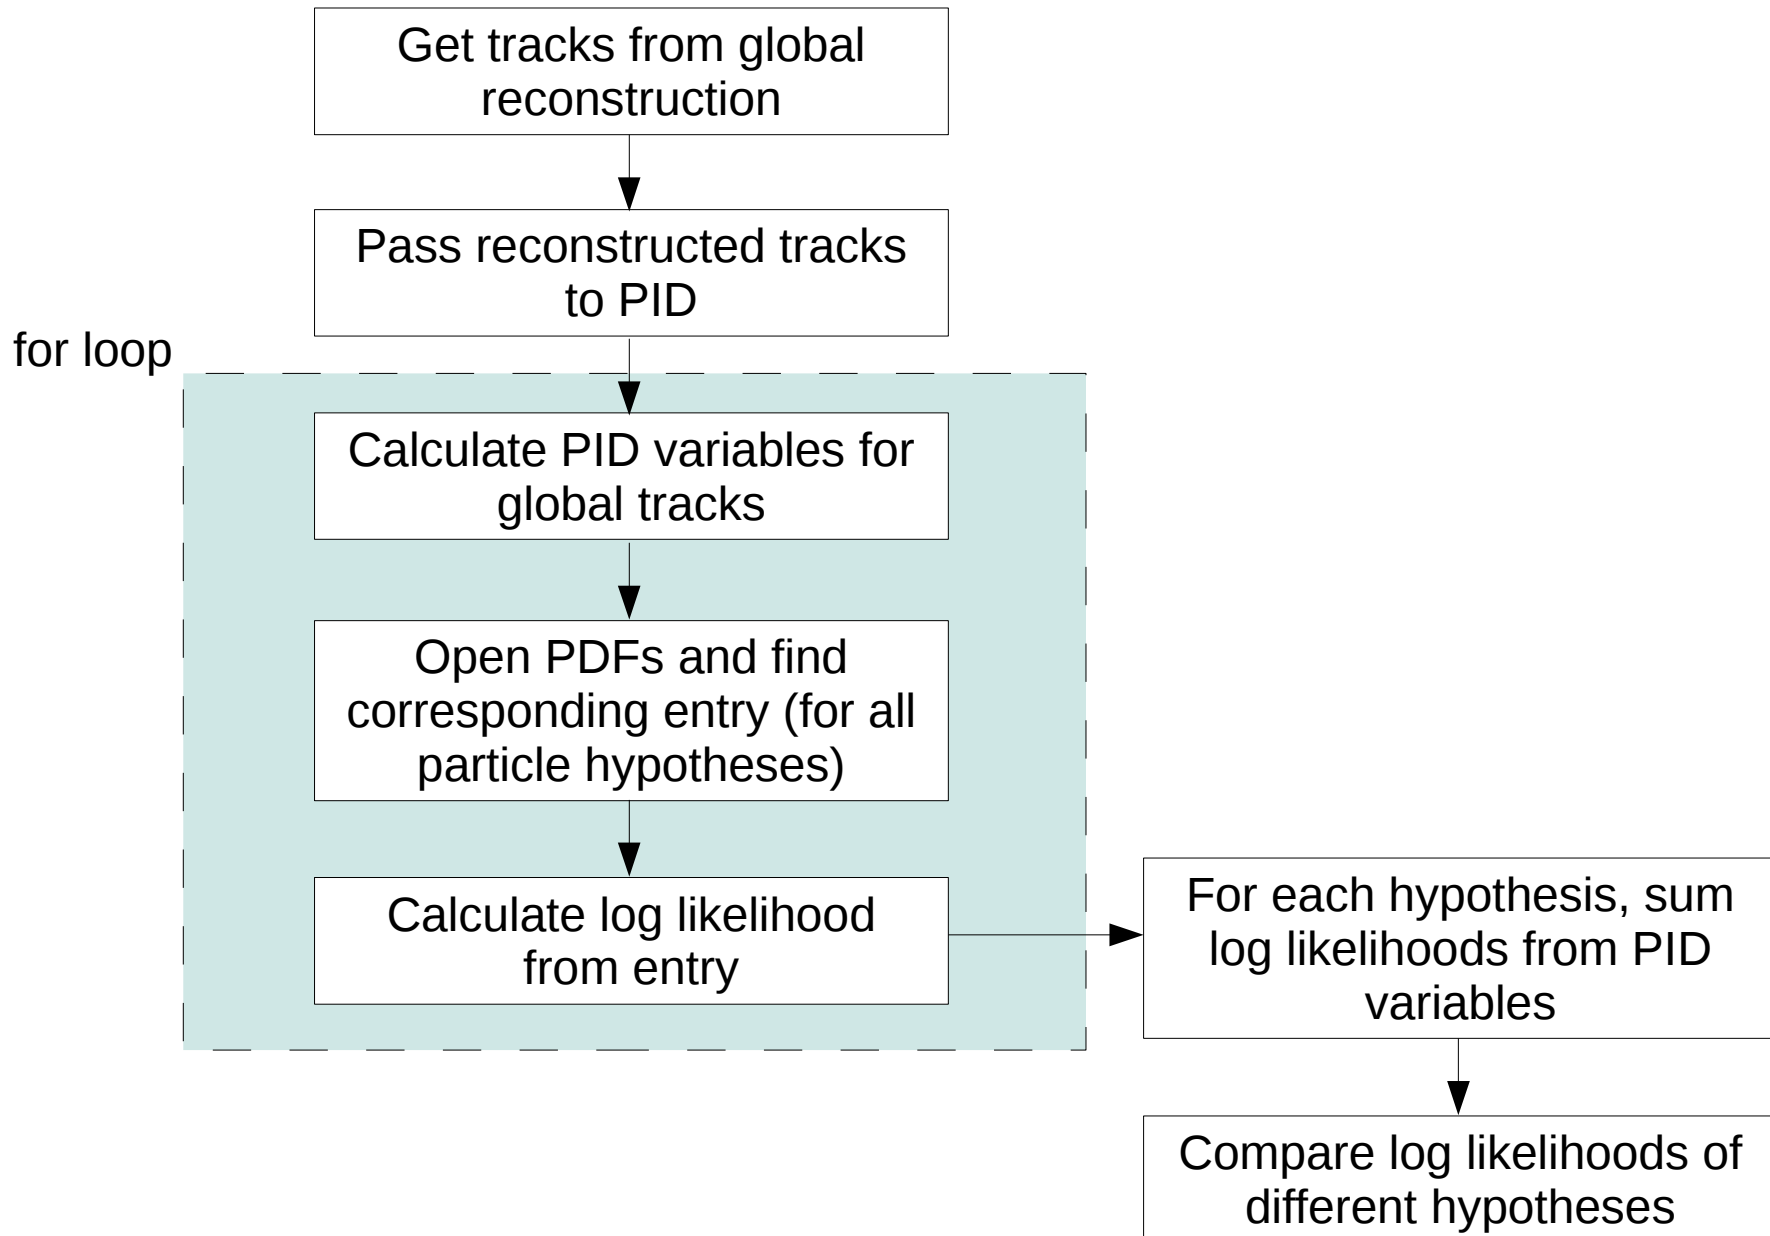 Get tracks from global
reconstruction
Pass reconstructed tracks
to PID
for loop
Calculate PID variables for
global tracks
Open PDFs and find
corresponding entry (for all
particle hypotheses)
Calculate log likelihood
from entry
For each hypothesis, sum
log likelihoods from PID
variables
Compare log likelihoods of
different hypotheses